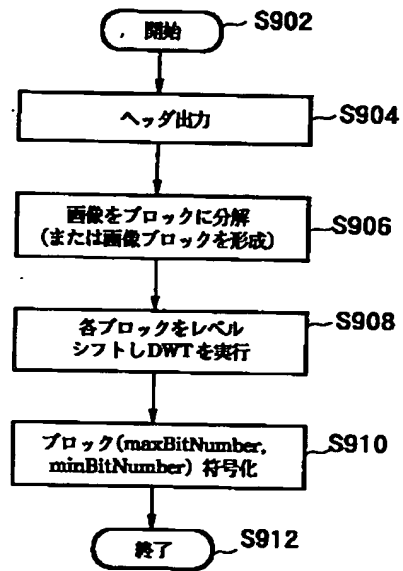 開始
S902
ヘッダ出力
S904
画像をブロックに分解
(または画像ブロックを形成)
S906
各ブロックをレベル
シフトしDWTを実行
S908
ブロック(maxBitNumber,
minBitNumber) 符号化
S910
終了
S912